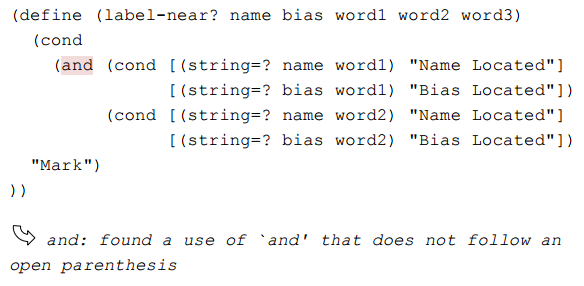 (define (label-near? name bias word1 word2 word3)
  (cond
    (and (cond [(string=? name word1) "Name Located"]
               [(string=? bias word1) "Bias Located"])
         (cond [(string=? name word2) "Name Located"]
               [(string=? bias word2) "Bias Located"])
  "Mark")
))
and: found a use of `and' that does not follow an
open parenthesis